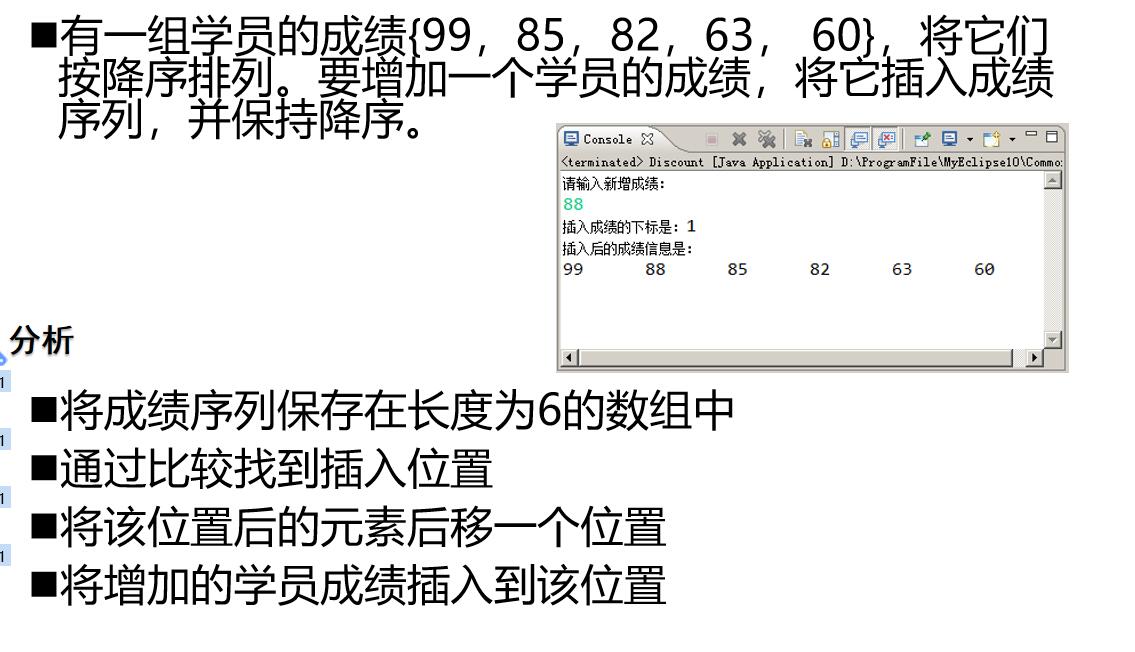 ■有一组学员的成绩{99，85，82，63， 60}，将它们
按降序排列。要增加一个学员的成绩，将它插入成绩
序列，并保持降序。
Console
<terminated> Discount [Java Application] D:\ProgramFile\MyEclipse10\Commo
请输入新增成绩：
88
插入成绩的下标是：1
插入后的成绩信息是：
99 88 85 82 63 60
分析
1
■将成绩序列保存在长度为6的数组中
1
■通过比较找到插入位置
1
■将该位置后的元素后移一个位置
1
■将增加的学员成绩插入到该位置